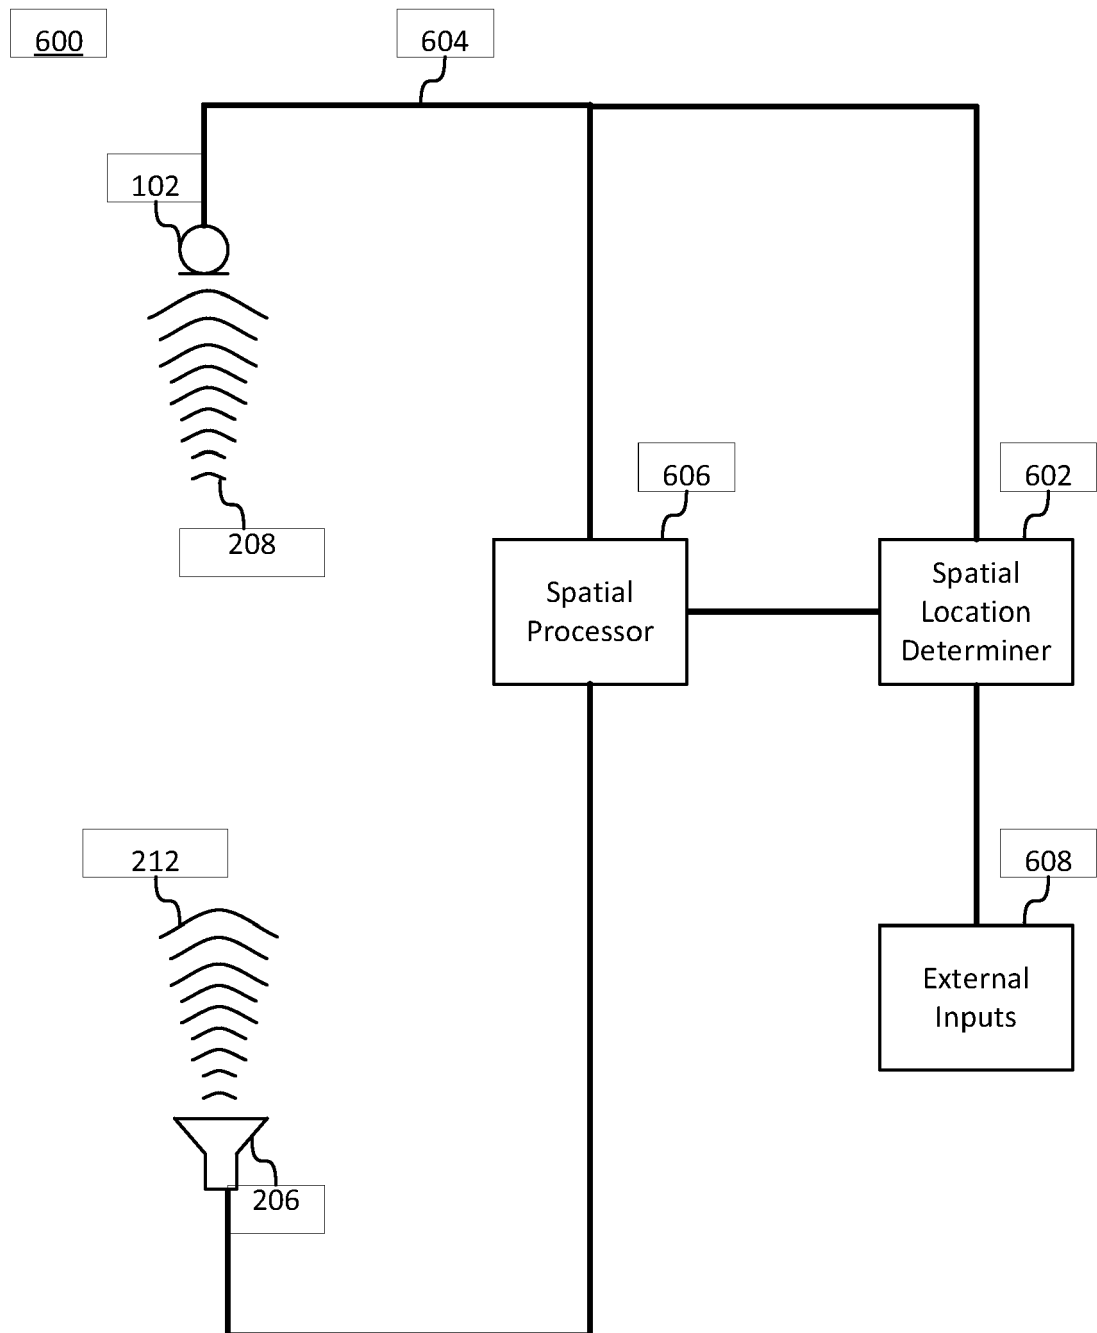 600
604
102
208
606
602
Spatial
Processor
Spatial
Location
Determiner
212
608
External
Inputs
206